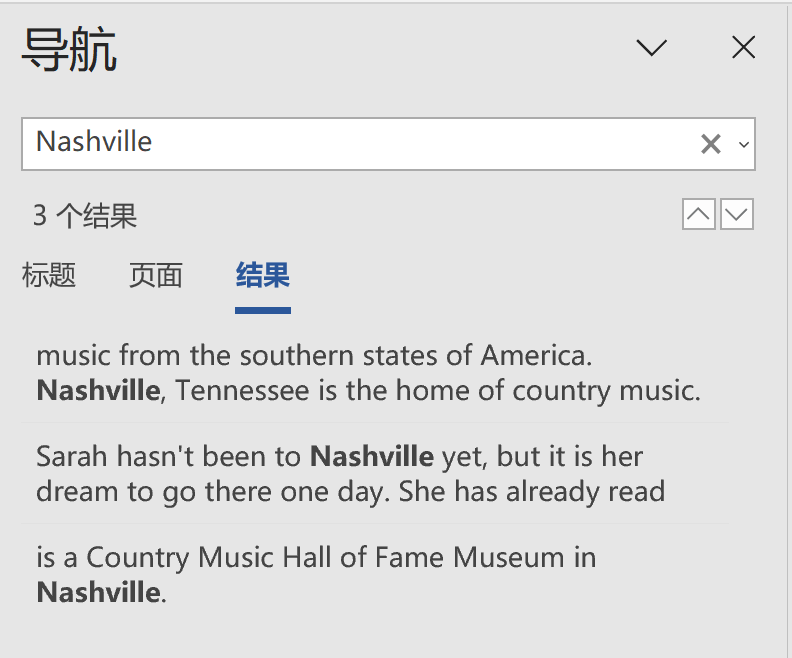 导航
Nashville
3 个结果
标题 页面 结果
music from the southern states of America.
Nashville, Tennessee is the home of country music.
Sarah hasn't been to Nashville yet, but it is her
dream to go there one day. She has already read
is a Country Music Hall of Fame Museum in
Nashville.